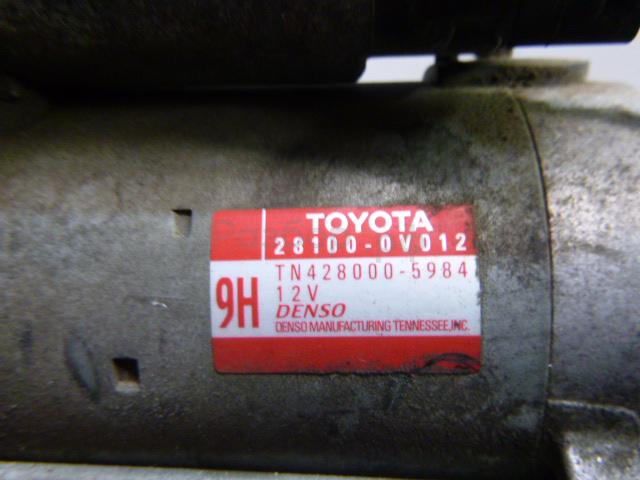 TOYOTA
28100-0V012
TN428000-5984
12V
9H
DENSO
DENSO MANUFACTURING TENNESSEE, INC.